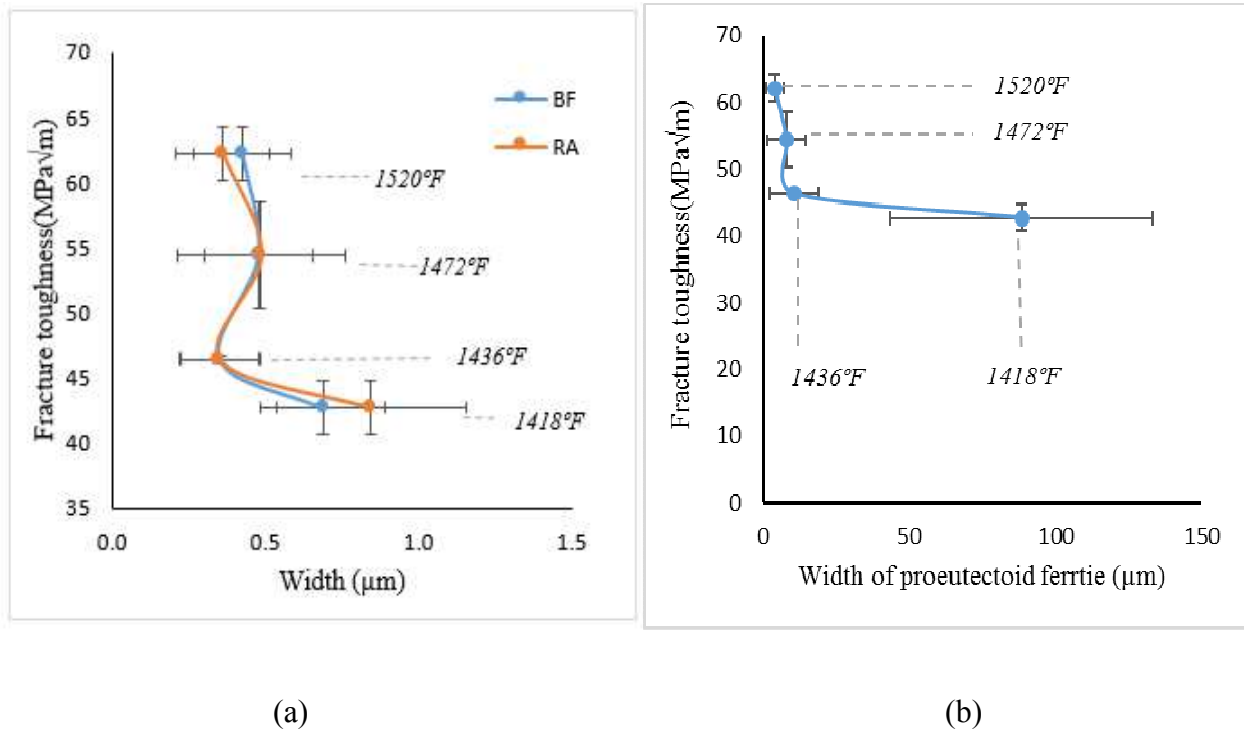 Fracture toughness(MPa√m)
70
65
60
55
50
45
40
35
BF
RA
1520°F
1472°F
1436°F
1418°F
0.0 0.5 1.0 1.5
Width (μm)
(a)
Fracture toughness(MPa√m)
70
60
50
40
30
20
10
0
1520°F
1472°F
1436°F 1418°F
0 50 100 150
Width of proeutectoid ferrtie (μm)
(b)